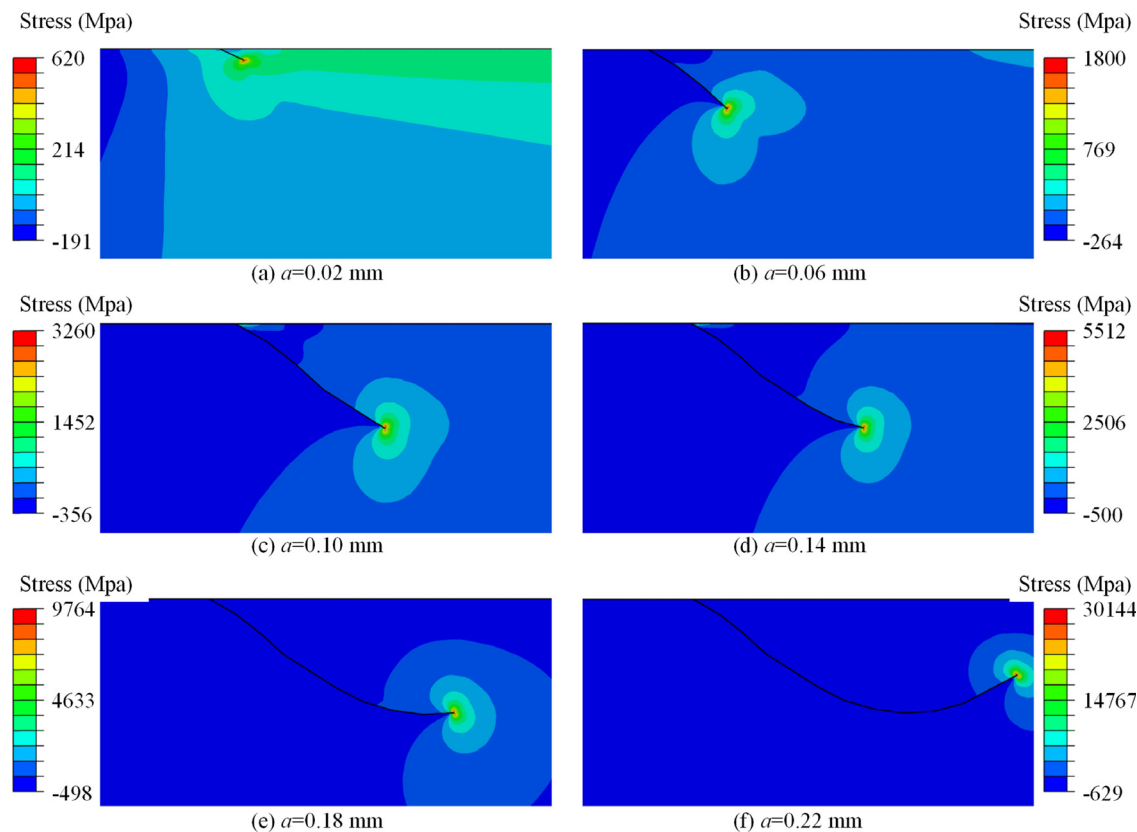 Stress (Mpa)
620
214
-191
(a) a=0.02 mm
Stress (Mpa)
1800
769
-264
(b) a=0.06 mm
Stress (Mpa)
3260
1452
-356
(c) a=0.10 mm
Stress (Mpa)
5512
2506
-500
(d) a=0.14 mm
Stress (Mpa)
9764
4633
-498
(e) a=0.18 mm
Stress (Mpa)
30144
14767
-629
(f) a=0.22 mm